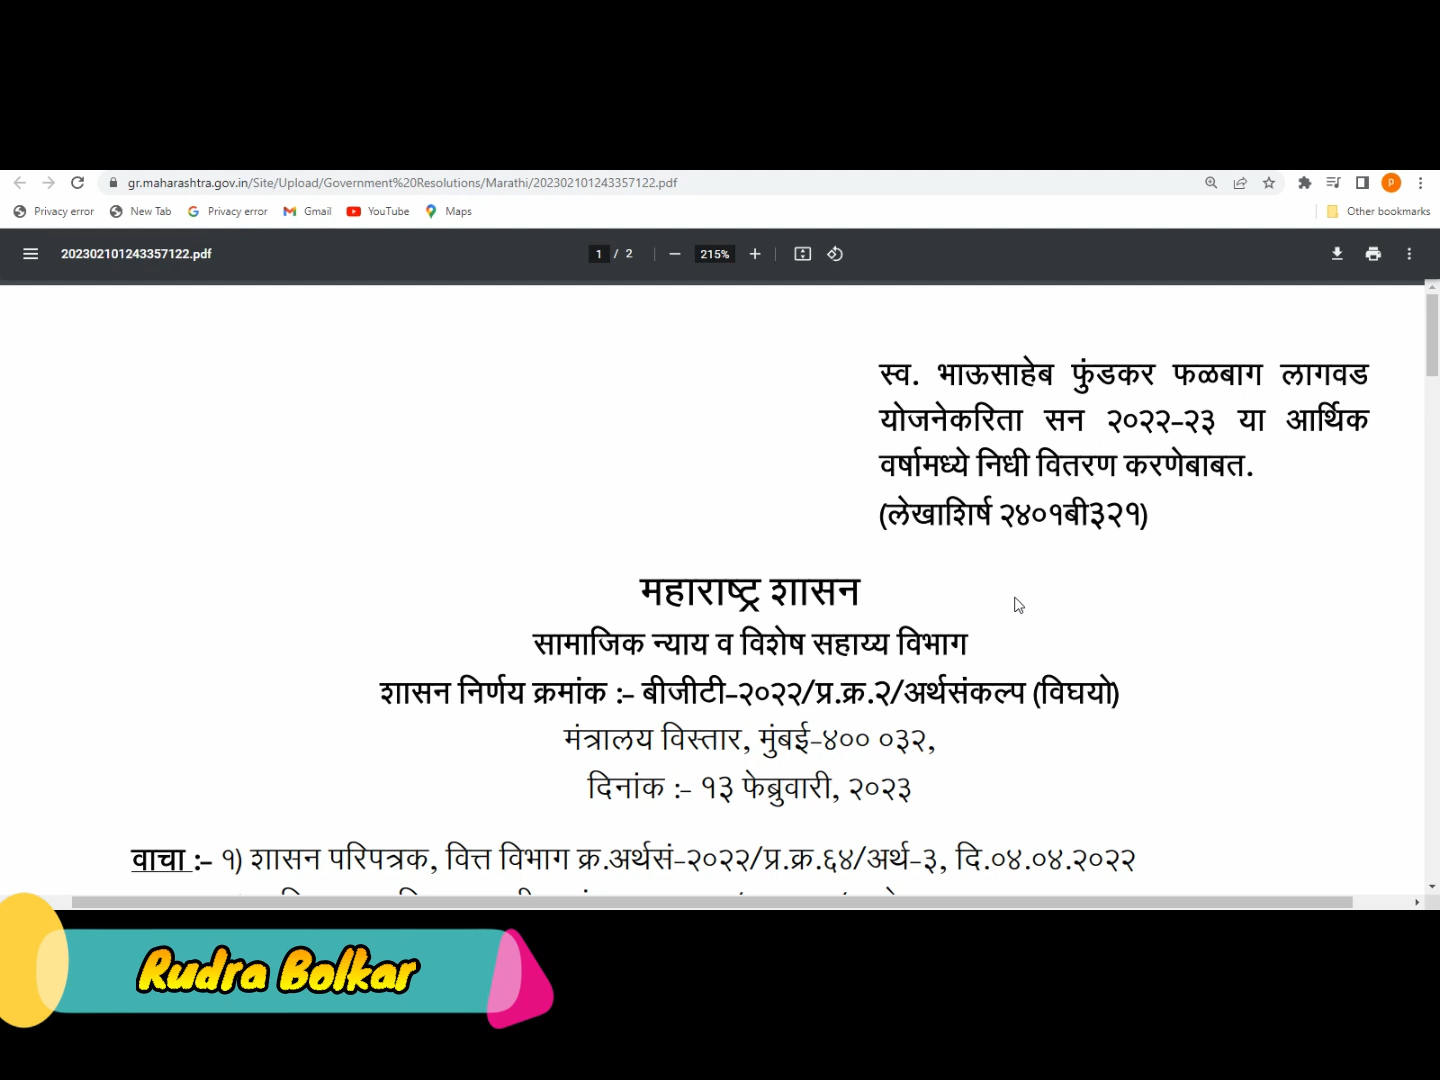 gr.maharashtra.gov.in/Site/Upload/Government%20Resolutions/Marathi/202302101243357122.pdf
P
Privacy error New Tab Privacy error Gmail YouTube Maps Other bookmarks
202302101243357122.pdf 1 / 2 215%
स्व. भाऊसाहेब फुंडकर फळबाग लागवड
योजनेकरिता सन २०२२-२३ या आर्थिक
वर्षामध्ये निधी वितरण करणेबाबत.
(लेखाशिर्ष २४०१बी३२१)
महाराष्ट्र शासन
सामाजिक न्याय व विशेष सहाय्य विभाग
शासन निर्णय क्रमांक :- बीजीटी-२०२२/प्र.क्र.२/अर्थसंकल्प (विघयो)
मंत्रालय विस्तार, मुंबई-४०० ०३२,
दिनांक :- १३ फेब्रुवारी, २०२३
वाचा :- १) शासन परिपत्रक, वित्त विभाग क्र.अर्थसं-२०२२/प्र.क्र.६४/अर्थ-३, दि.०४.०४.२०२२
Rudra Bolkar